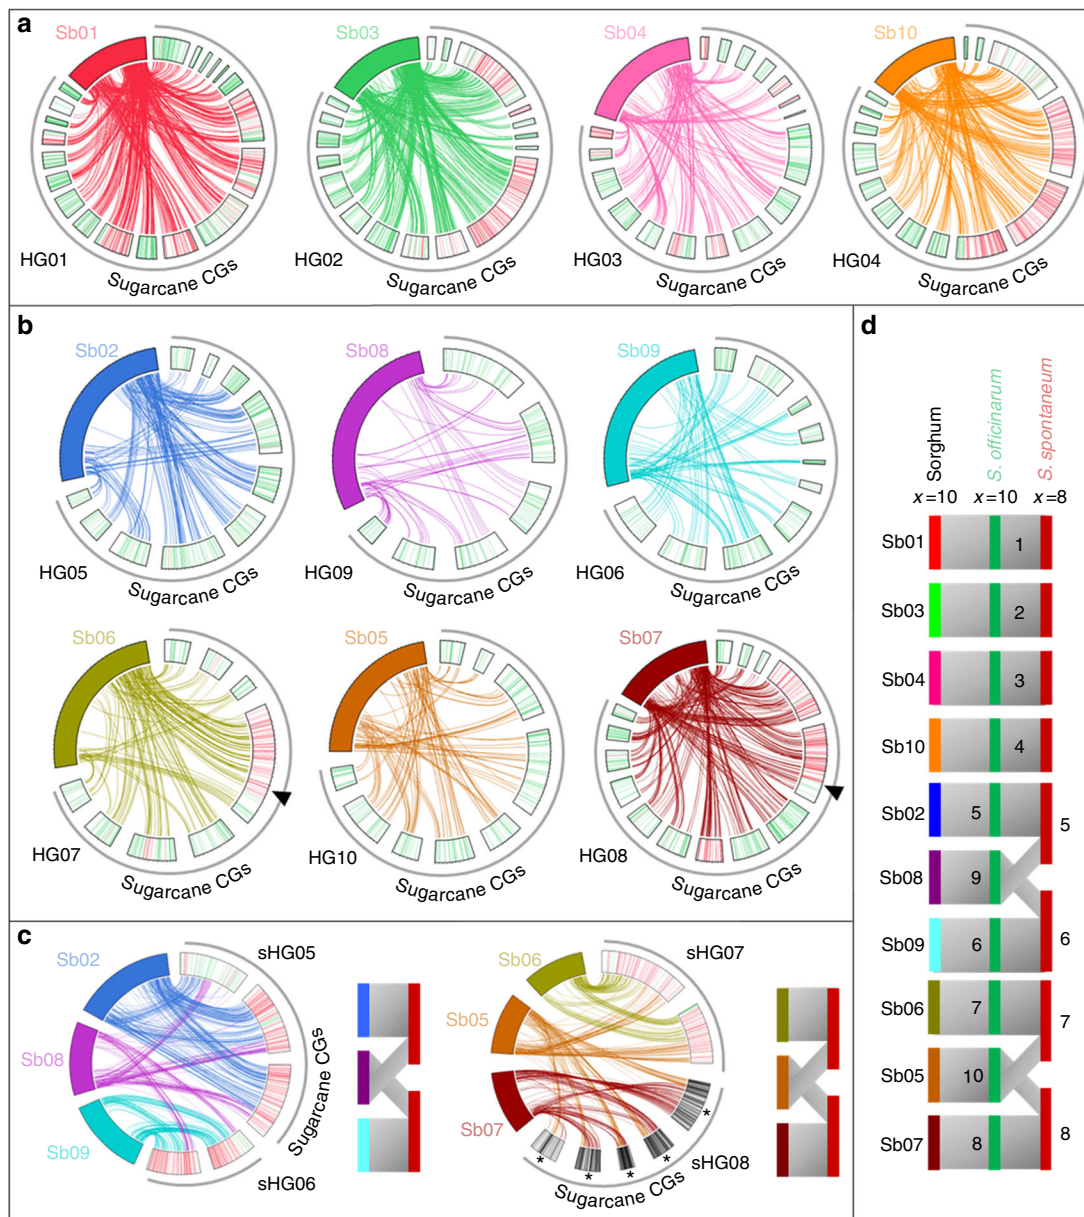 a
Sb01
Sb03
Sb04
Sb10
HG01
HG02
HG03
HG04
Sugarcane CGs
Sugarcane CGs
Sugarcane CGs
Sugarcane CGs
b
Sb02
Sb08
Sb09
HG05
HG09
HG06
Sugarcane CGs
Sugarcane CGs
Sugarcane CGs
Sb06
Sb05
Sb07
HG07
HG10
HG08
Sugarcane CGs
Sugarcane CGs
Sugarcane CGs
c
Sb02
sHG05
Sb08
Sugarcane CGs
Sb09
sHG06
Sb06
sHG07
Sb05
Sb07
*
* * * *
sHG08
Sugarcane CGs
d
Sorghum
S. officinarum
S. spontaneum
x=10 x=10 x=8
Sb01 1
Sb03 2
Sb04 3
Sb10 4
Sb02 5 5
Sb08 9
Sb09 6 6
Sb06 7 7
Sb05 10
Sb07 8 8